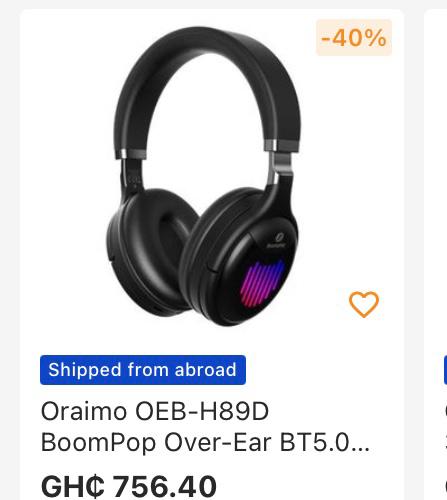 -40%
Shipped from abroad
Oraimo OEB-H89D
BoomPop Over-Ear BT5.0...
GH₵ 756.40